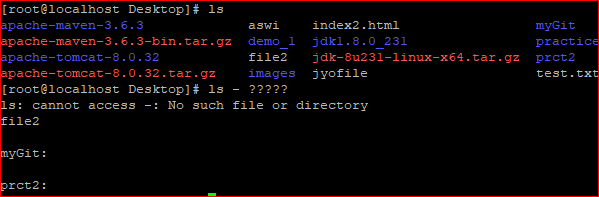 [root@localhost Desktop]# ls
apache-maven-3.6.3 aswi index2.html myGit
apache-maven-3.6.3-bin.tar.gz demo_1 jdk1.8.0_231 practice
apache-tomcat-8.0.32 file2 jdk-8u231-linux-x64.tar.gz prct2
apache-tomcat-8.0.32.tar.gz images jyofile test.txt
[root@localhost Desktop]# ls - ?????
ls: cannot access -: No such file or directory
file2
myGit:
prct2: